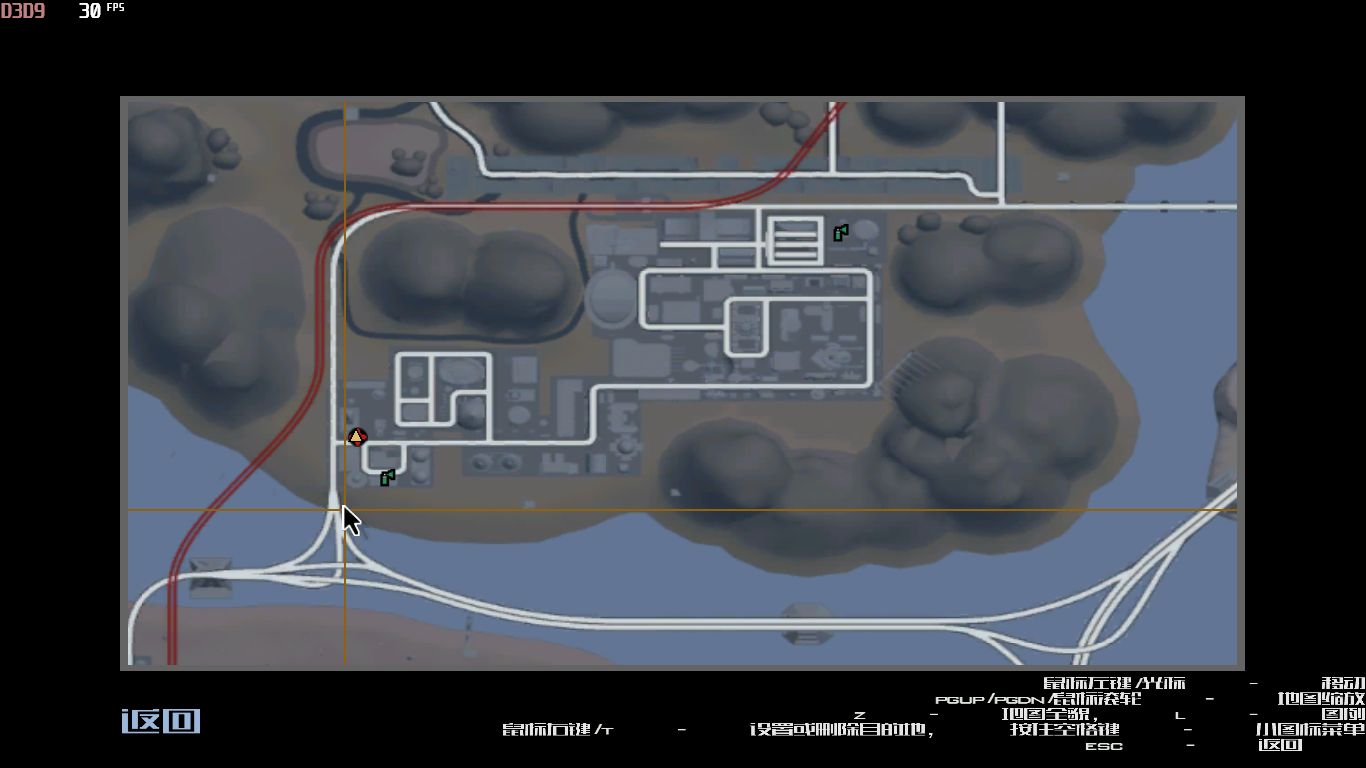 D3D9 30 FPS
鼠标左键/光标 - 移动
PGUP/PGDN/鼠标滚轮 - 地图缩放
Z - 地图全貌, L - 图例
鼠标右键/T - 设置或删除目的地, 按住空格键 - 小图标菜单
ESC - 返回
返回